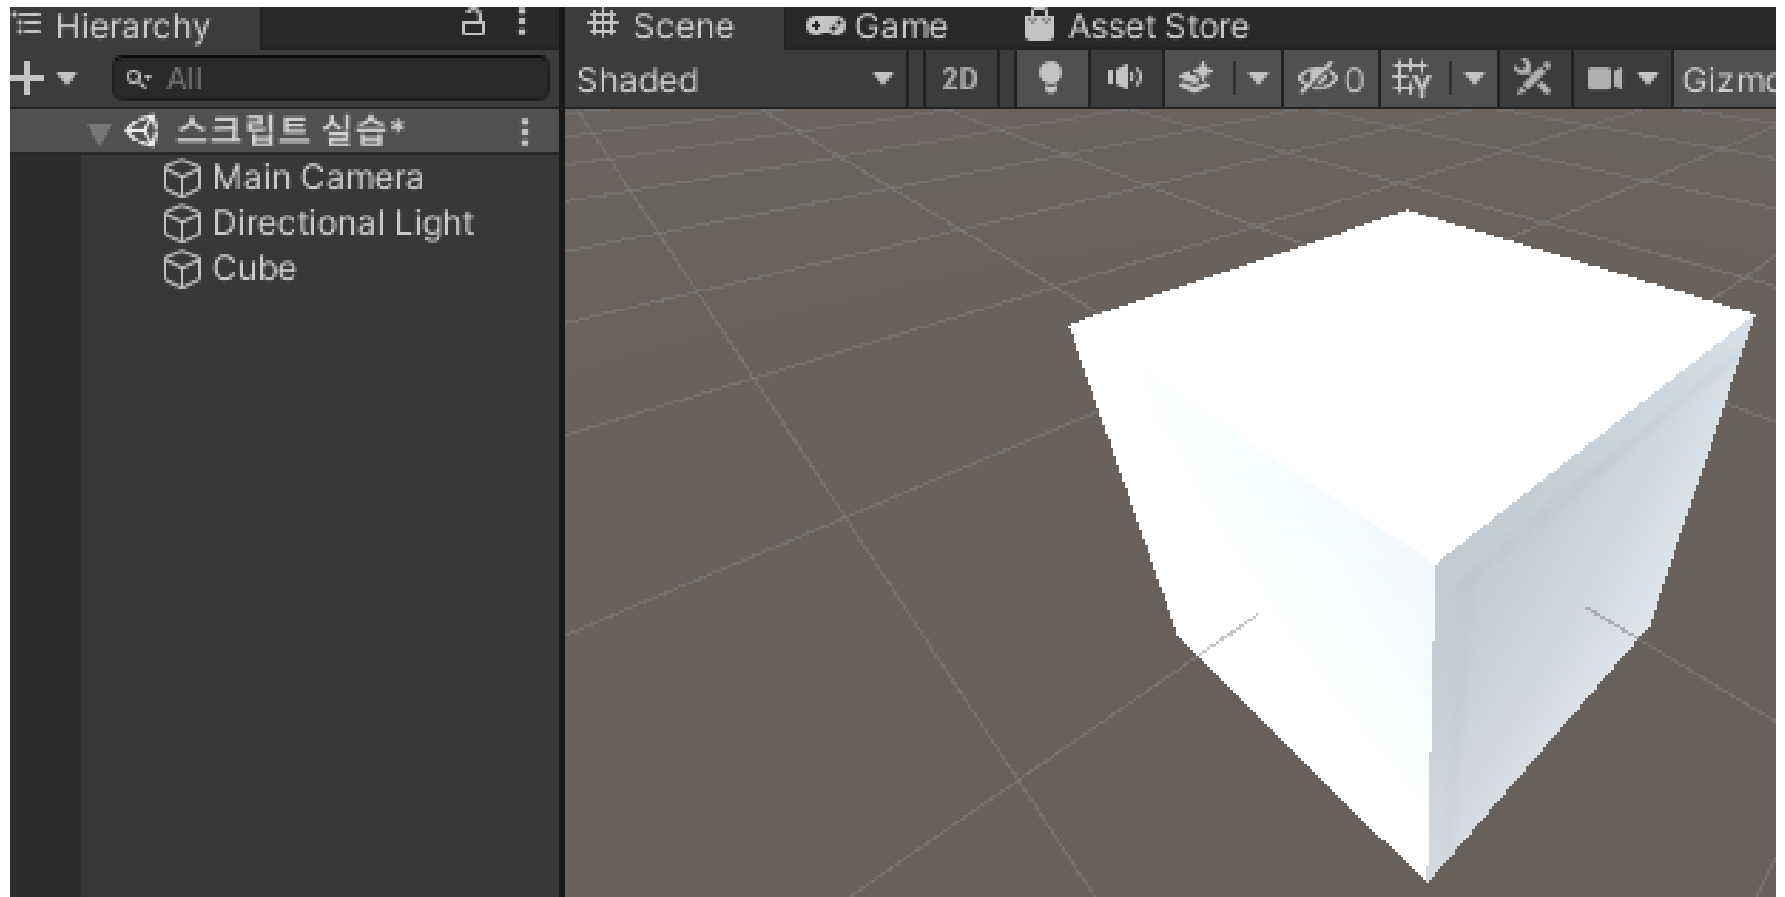 Hierarchy
All
스크립트 실습*
Main Camera
Directional Light
Cube
Scene Game Asset Store
Shaded 2D 0 Gizmo